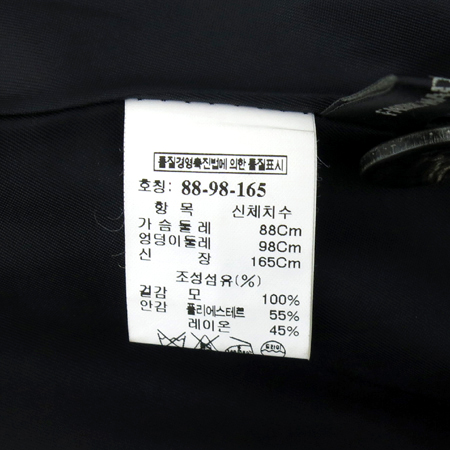 품질경영촉진법에 의한 품질표시
호칭: 88-98-165
항 목 신체치수
가슴둘레 88Cm
엉덩이둘레 98Cm
신 장 165Cm
조성섬유(%)
겉감 모 100%
안감 폴리에스테르 55%
레이온 45%
드라이